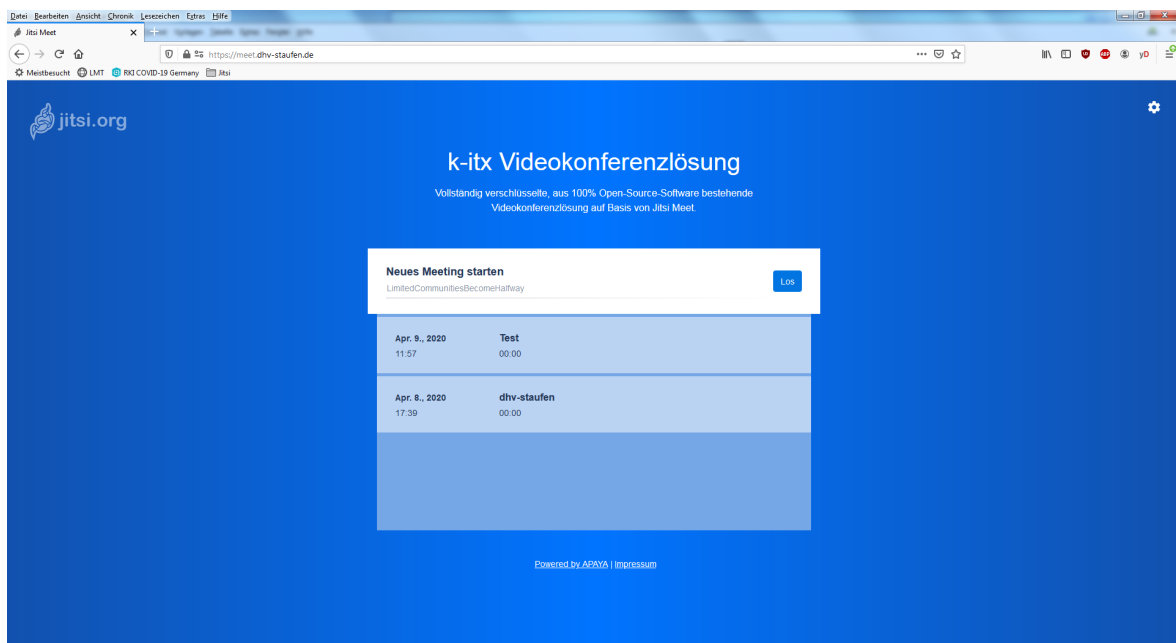 Datei Bearbeiten Ansicht Chronik Lesezeichen Extras Hilfe
Jitsi Meet
https://meet.dhv-staufen.de
Meistbesucht LMT RKI COVID-19 Germany Jitsi
jitsi.org
k-itx Videokonferenzlösung
Vollständig verschlüsselte, aus 100% Open-Source-Software bestehende
Videokonferenzlösung auf Basis von Jitsi Meet.
Neues Meeting starten
LimitedCommunitiesBecomeHalfway
Los
Apr. 9., 2020 Test
11:57 00:00
Apr. 8., 2020 dhv-staufen
17:39 00:00
Powered by APAYA | Impressum